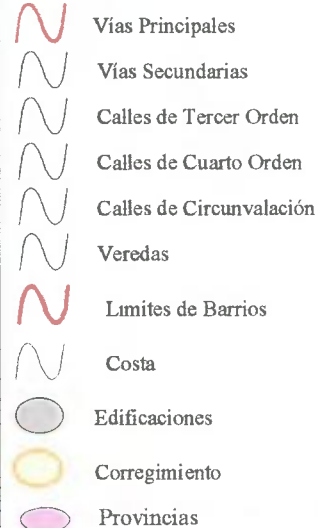 Vías Principales
Vías Secundarias
Calles de Tercer Orden
Calles de Cuarto Orden
Calles de Circunvalación
Veredas
Lımites de Barrios
Costa
Edificaciones
Corregimiento
Provincias